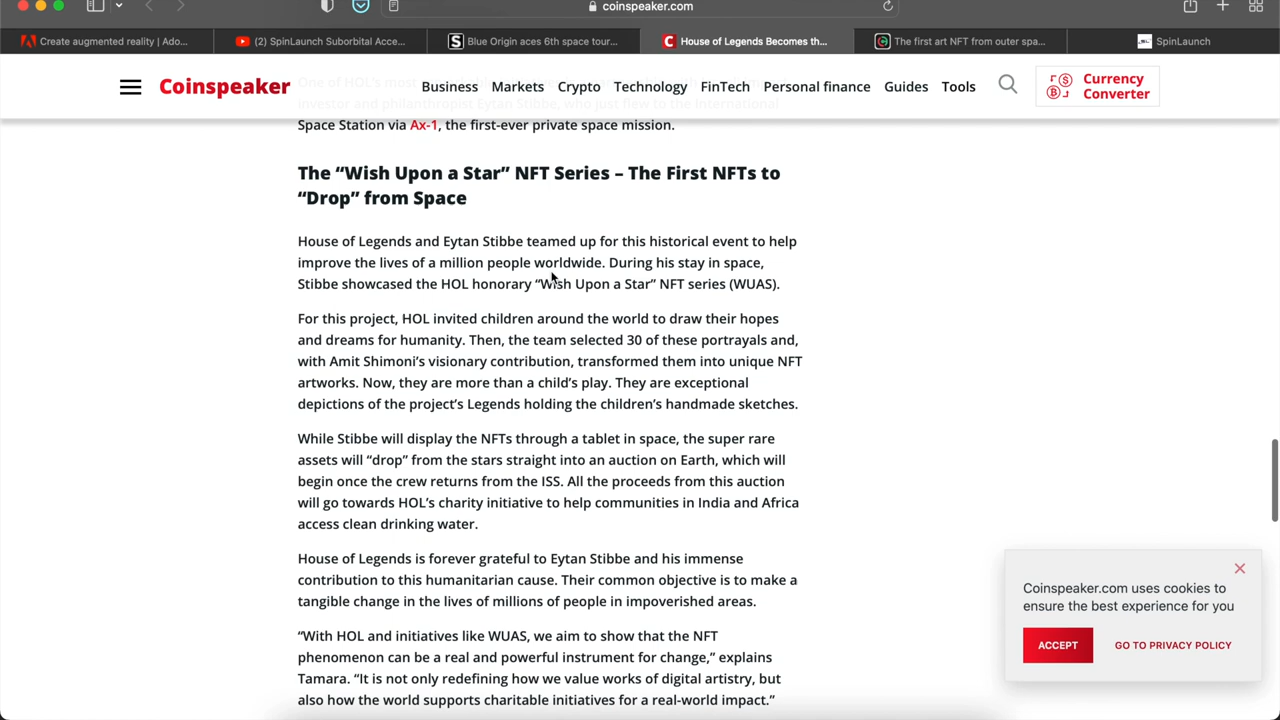 coinspeaker.com
Create augmented reality | Ado...
(2) SpinLaunch Suborbital Acce...
Blue Origin aces 6th space tour...
House of Legends Becomes th...
The first art NFT from outer spa...
SpinLaunch
Coinspeaker
Business Markets Crypto Technology FinTech Personal finance Guides Tools
Currency
Converter
investor and philanthropist Eytan Stibbe, who just flew to the International
Space Station via Ax-1, the first-ever private space mission.
The “Wish Upon a Star” NFT Series – The First NFTs to
“Drop” from Space
House of Legends and Eytan Stibbe teamed up for this historical event to help
improve the lives of a million people worldwide. During his stay in space,
Stibbe showcased the HOL honorary “Wish Upon a Star” NFT series (WUAS).
For this project, HOL invited children around the world to draw their hopes
and dreams for humanity. Then, the team selected 30 of these portrayals and,
with Amit Shimoni’s visionary contribution, transformed them into unique NFT
artworks. Now, they are more than a child’s play. They are exceptional
depictions of the project’s Legends holding the children’s handmade sketches.
While Stibbe will display the NFTs through a tablet in space, the super rare
assets will “drop” from the stars straight into an auction on Earth, which will
begin once the crew returns from the ISS. All the proceeds from this auction
will go towards HOL’s charity initiative to help communities in India and Africa
access clean drinking water.
House of Legends is forever grateful to Eytan Stibbe and his immense
contribution to this humanitarian cause. Their common objective is to make a
tangible change in the lives of millions of people in impoverished areas.
“With HOL and initiatives like WUAS, we aim to show that the NFT
phenomenon can be a real and powerful instrument for change,” explains
Tamara. “It is not only redefining how we value works of digital artistry, but
also how the world supports charitable initiatives for a real-world impact.”
Coinspeaker.com uses cookies to
ensure the best experience for you
ACCEPT
GO TO PRIVACY POLICY